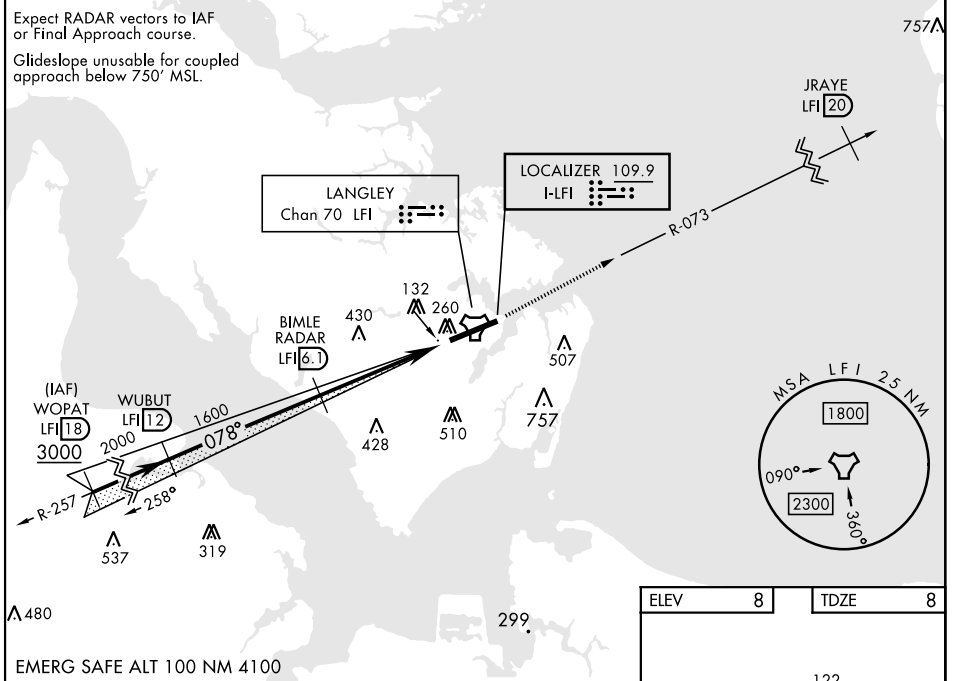 Expect RADAR vectors to IAF
or Final Approach course.
Glideslope unusable for coupled
approach below 750' MSL.
757
JRAYE
LFI 20
LOCALIZER 109.9
I-LFI
LANGLEY
Chan 70 LFI
R-073
132
260
430
BIMLE
RADAR
LFI 6.1
507
(IAF)
WOPAT
LFI 18
3000
WUBUT
LFI 12
2000
1600
078°
757
428
510
R-257
258°
537
319
MSA LFI 25 NM
1800
090°
2300
360°
480
299
ELEV 8
TDZE 8
122
EMERG SAFE ALT 100 NM 4100